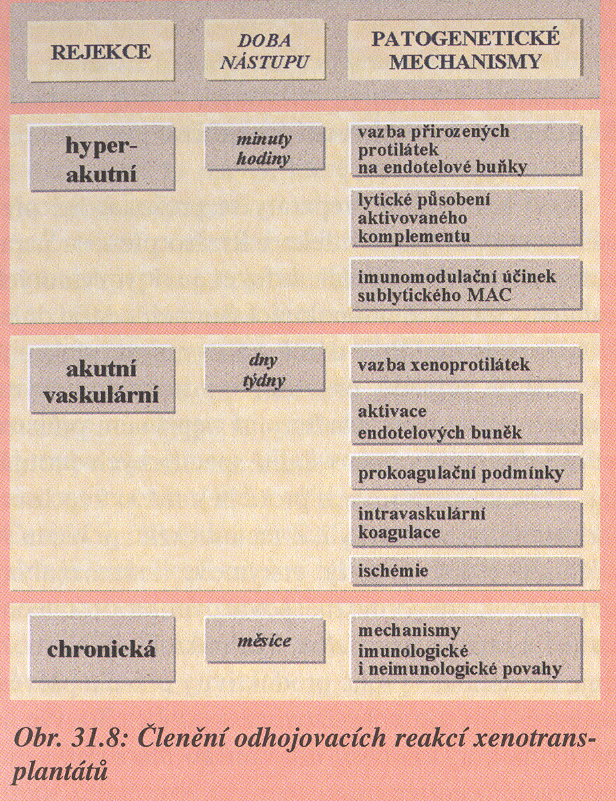 REJEKCE
DOBA
NÁSTUPU
PATOGENETICKÉ
MECHANISMY
hyper-
akutní
minuty
hodiny
vazba přirozených
protilátek
na endotelové buňky
lytické působení
aktivovaného
komplementu
imunomodulační účinek
sublytického MAC
akutní
vaskulární
dny
týdny
vazba xenoprotilátek
aktivace
endotelových buněk
prokoagulační podmínky
intravaskulární
koagulace
ischémie
chronická
měsíce
mechanismy
imunologické
i neimunologické povahy
Obr. 31.8: Členění odhojovacích reakcí xenotrans-
plantátů